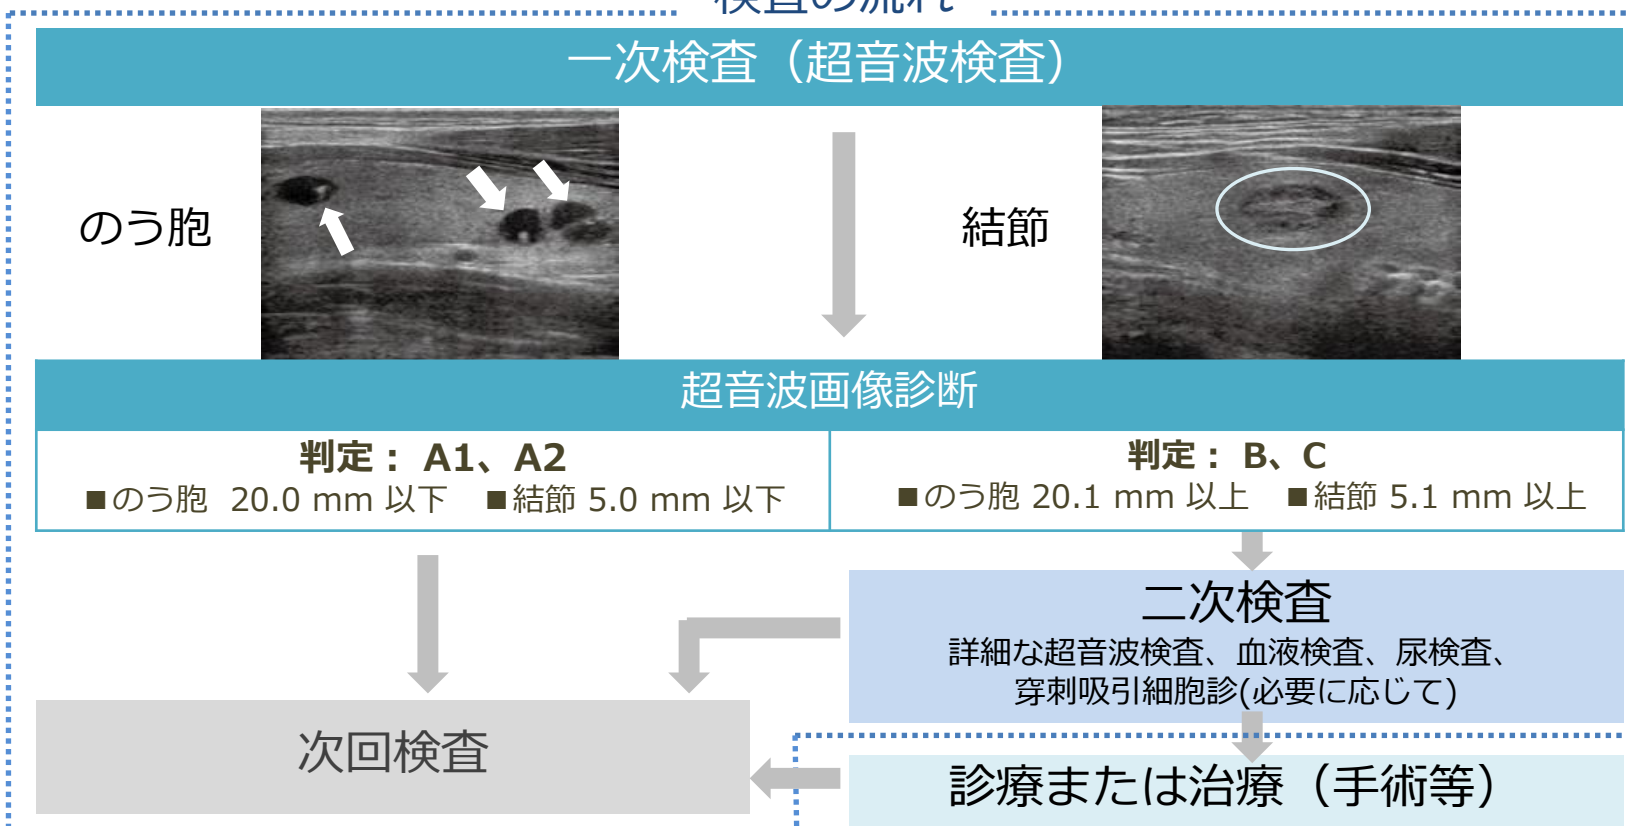 検査の流れ
一次検査（超音波検査）
のう胞
結節
超音波画像診断
判定： A1、A2
■のう胞 20.0 mm 以下 ■結節 5.0 mm 以下
判定： B、C
■のう胞 20.1 mm 以上 ■結節 5.1 mm 以上
二次検査
詳細な超音波検査、血液検査、尿検査、
穿刺吸引細胞診(必要に応じて)
次回検査
診療または治療（手術等）